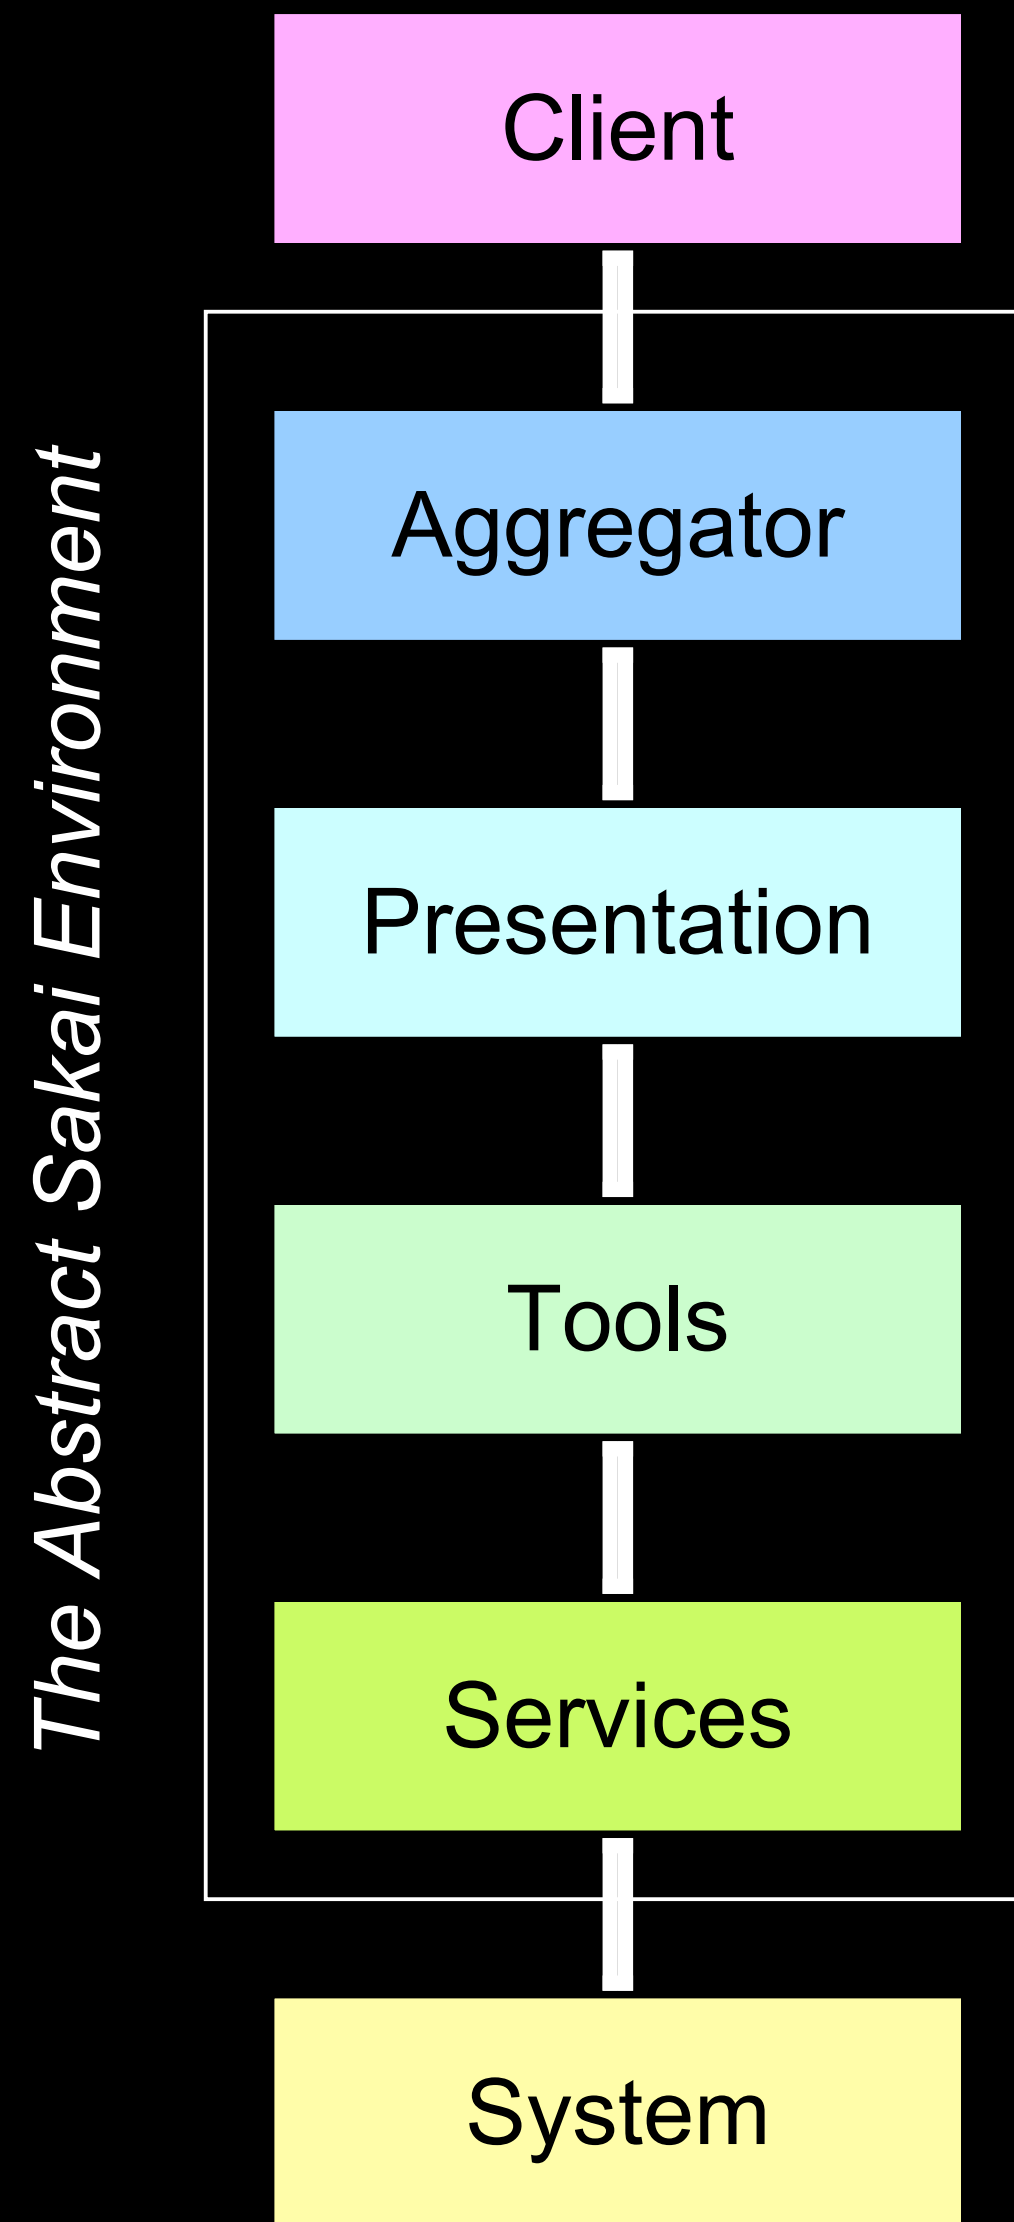 The Abstract Sakai Environment
Client
Aggregator
Presentation
Tools
Services
System